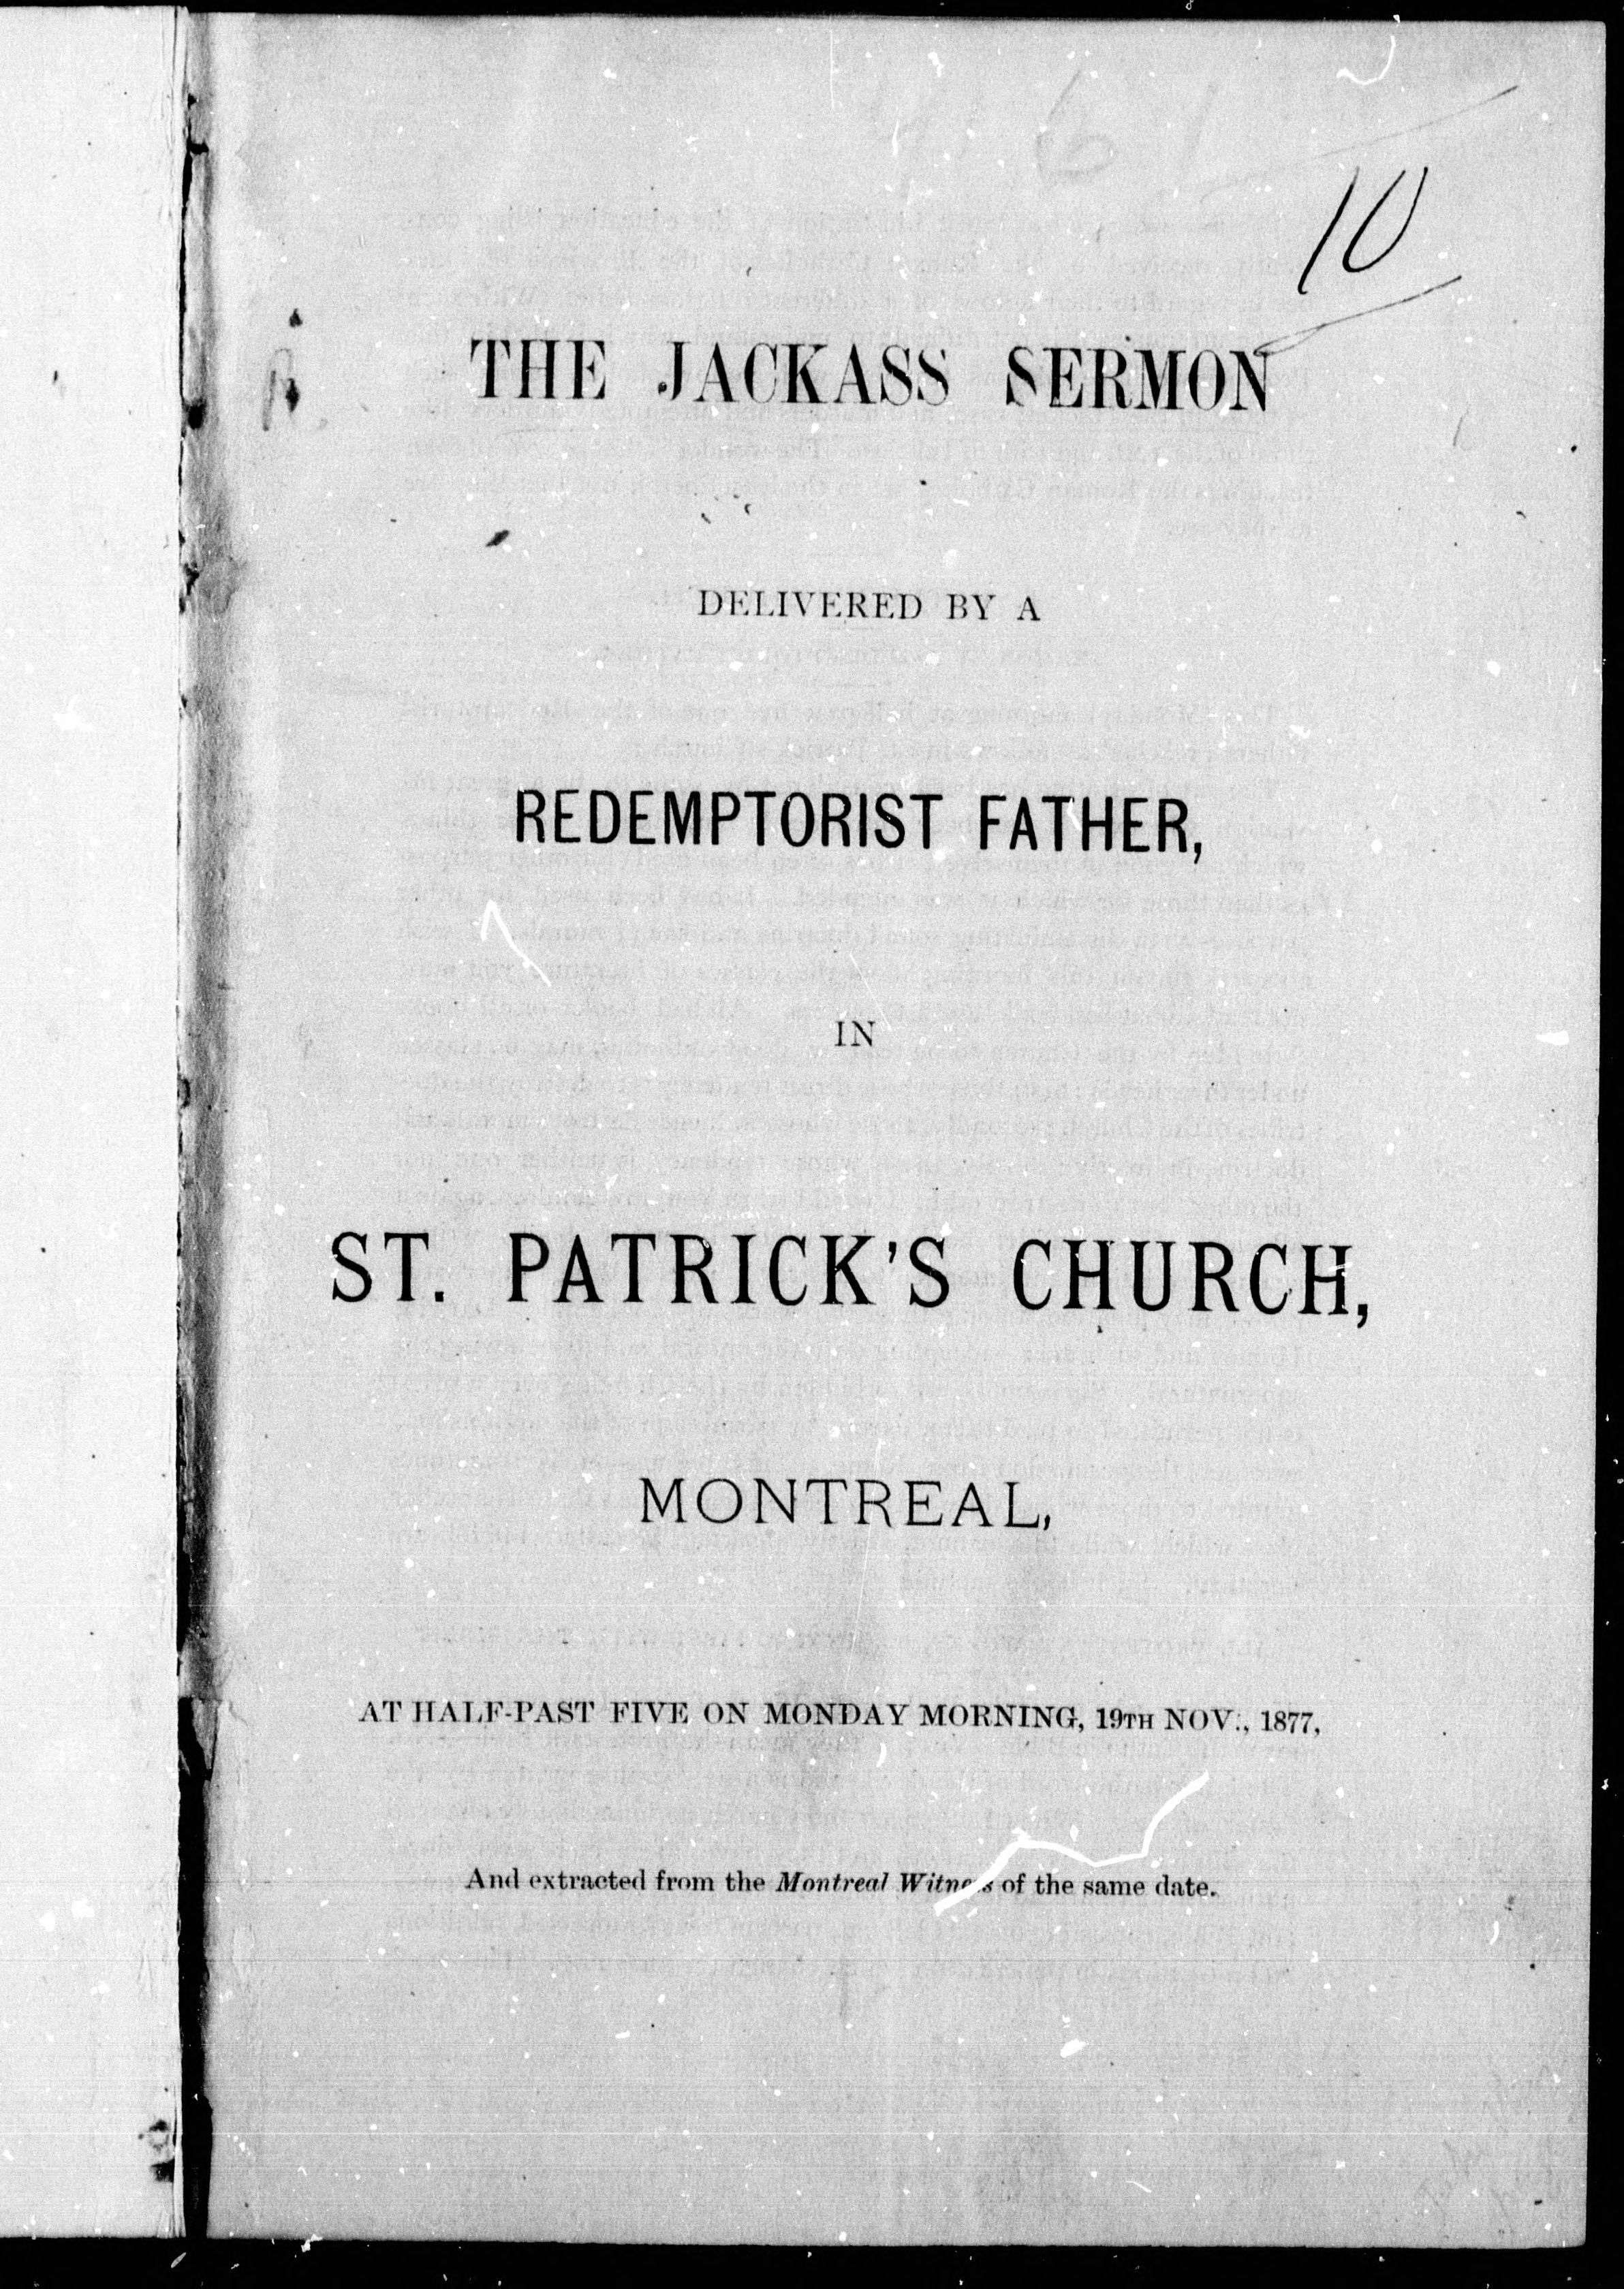 10
THE JACKASS SERMON
DELIVERED BY A
REDEMPTORIST FATHER,
IN
ST. PATRICK'S CHURCH,
MONTREAL,
AT HALF-PAST FIVE ON MONDAY MORNING, 19TH NOV., 1877,
And extracted from the Montreal Witness of the same date.